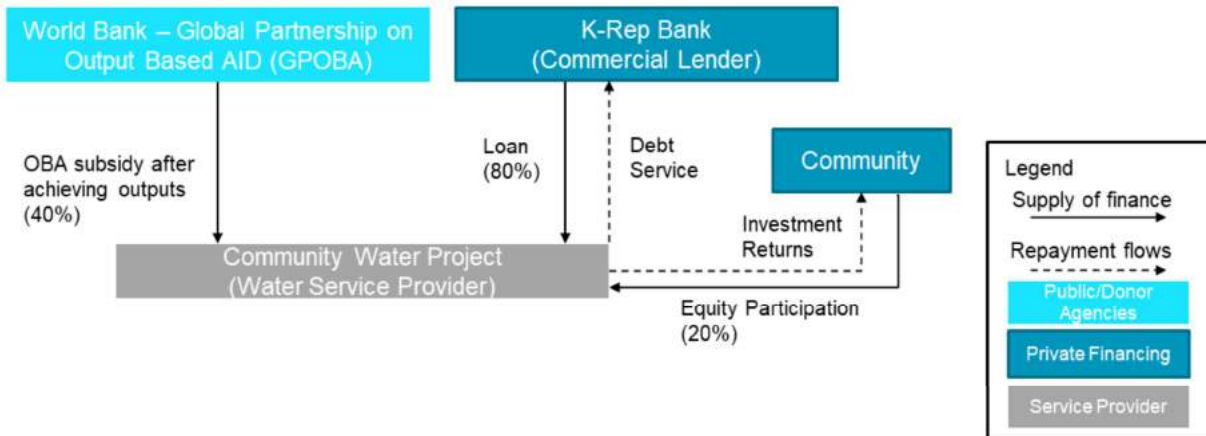 World Bank – Global Partnership on
Output Based AID (GPOBA)
K-Rep Bank
(Commercial Lender)
OBA subsidy after
achieving outputs
(40%)
Loan
(80%)
Debt
Service
Community
Investment
Returns
Community Water Project
(Water Service Provider)
Equity Participation
(20%)
Legend
Supply of finance
Repayment flows
Public/Donor
Agencies
Private Financing
Service Provider